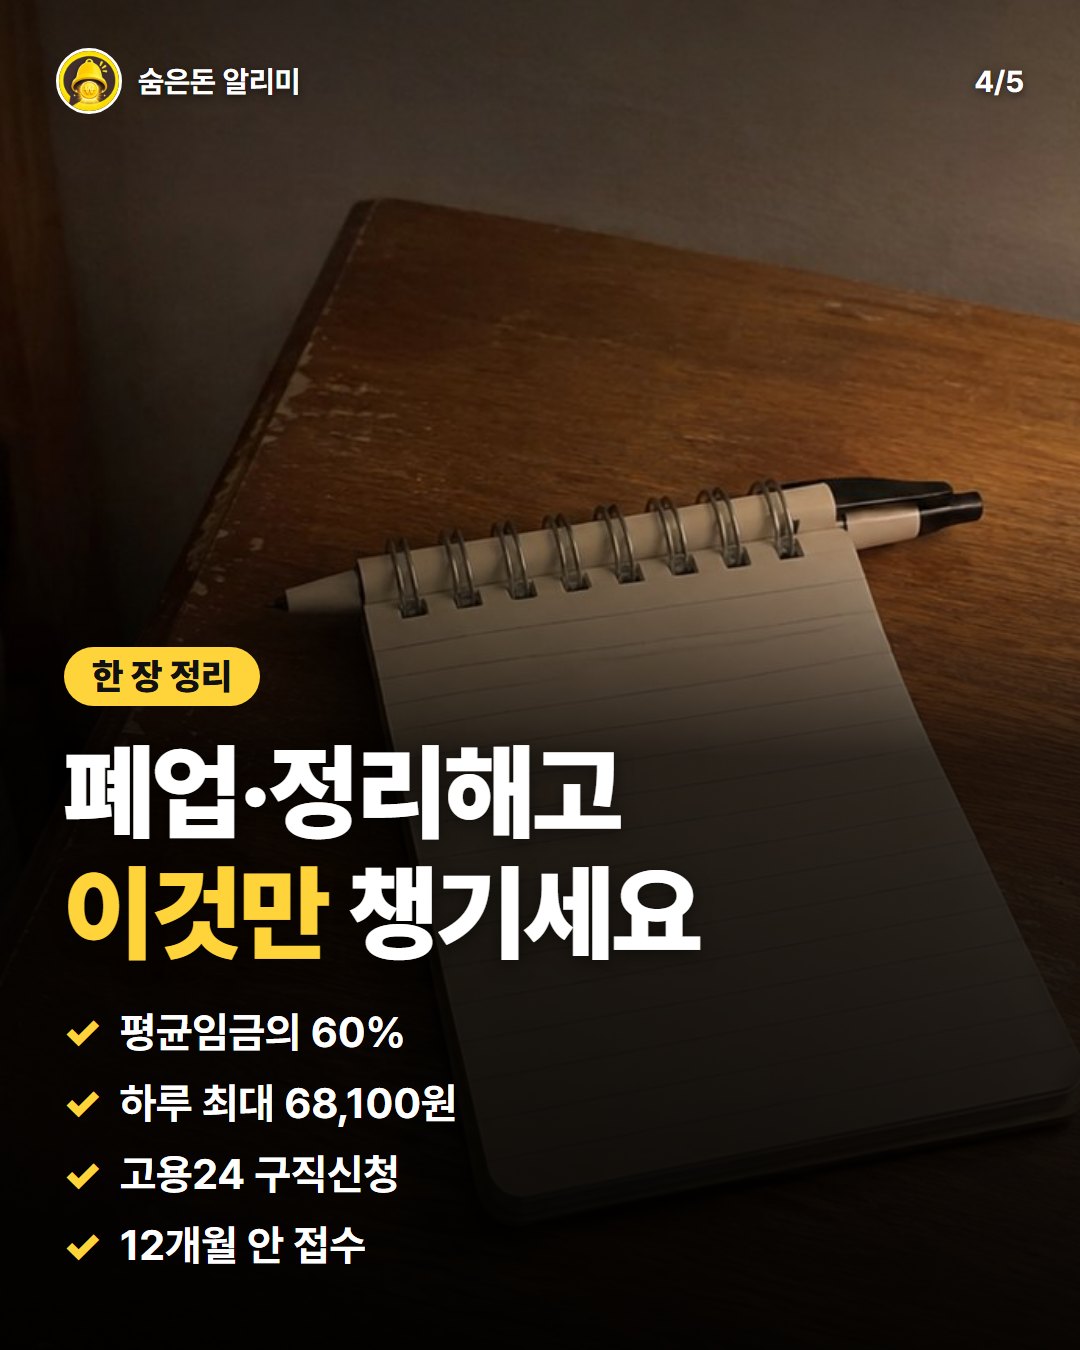 숨은돈 알리미
4/5
한 장 정리
폐업·정리해고
이것만 챙기세요
평균임금의 60%
하루 최대 68,100원
고용24 구직신청
12개월 안 접수